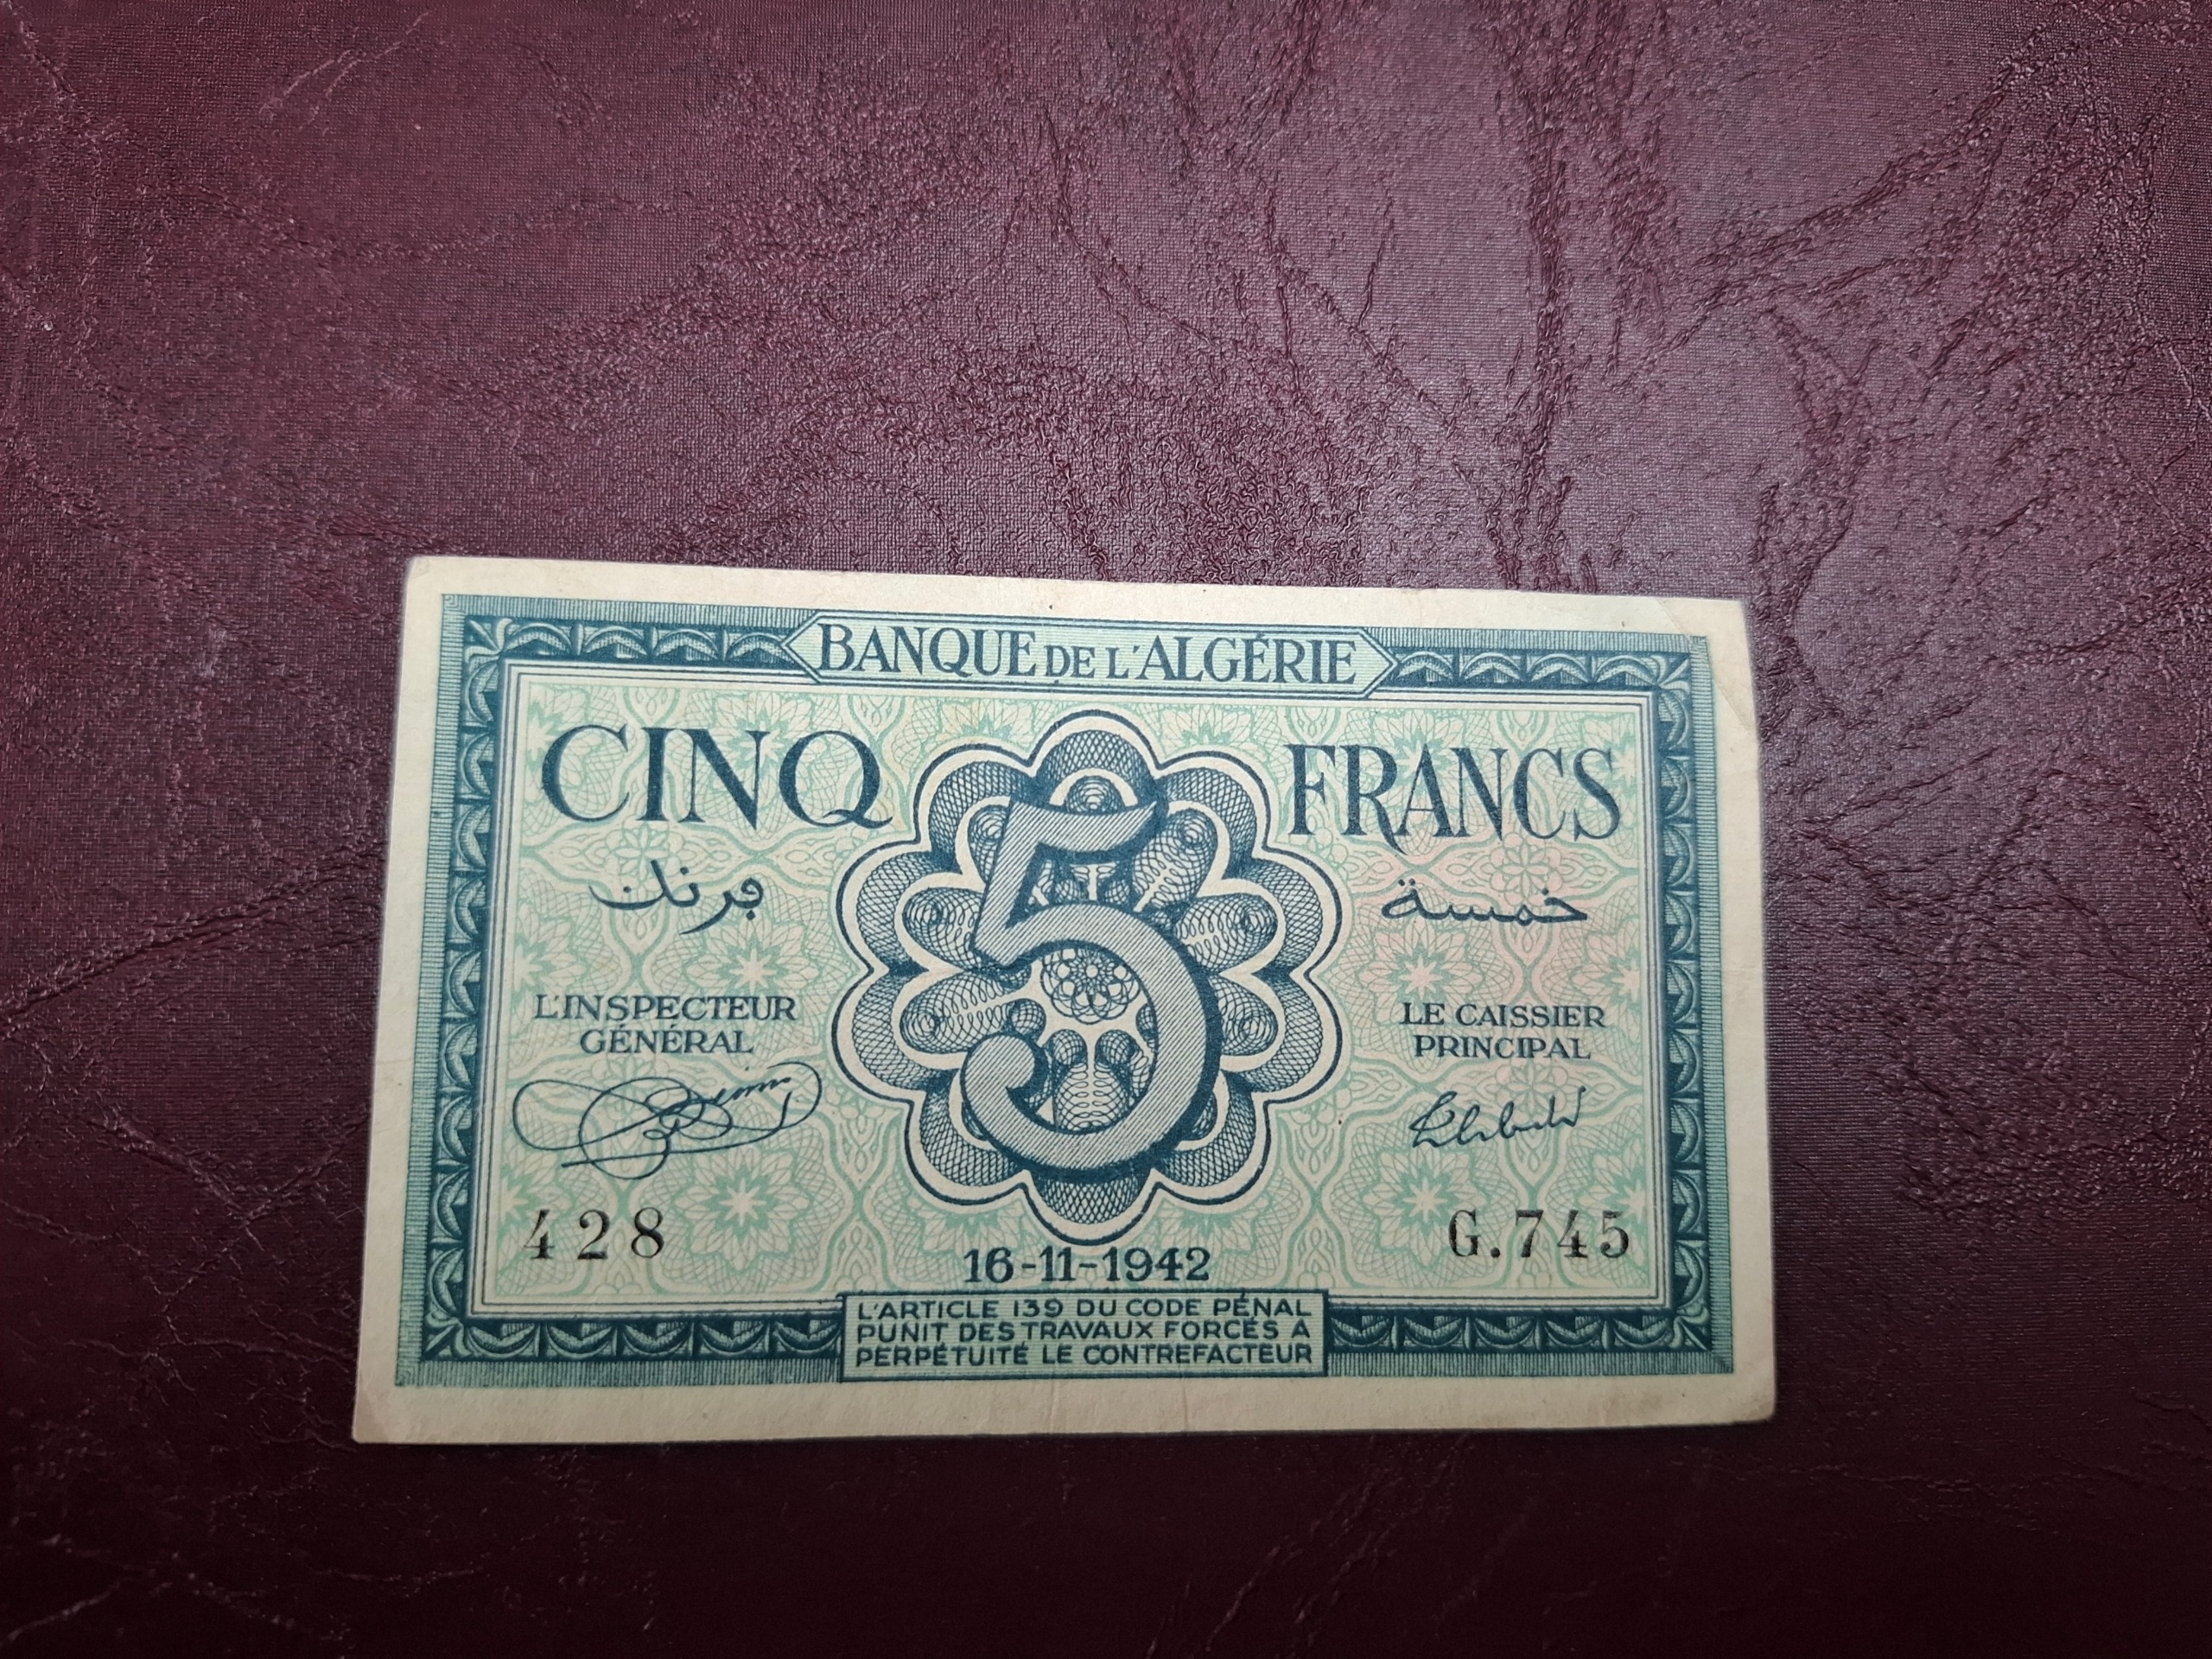 BANQUE DE L'ALGÉRIE
CINQ FRANCS
5
فرنك خمسة
L'INSPECTEUR
GÉNÉRAL
LE CAISSIER
PRINCIPAL
428
G.745
16-11-1942
L'ARTICLE 139 DU CODE PÉNAL
PUNIT DES TRAVAUX FORCÉS A
PERPÉTUITÉ LE CONTREFACTEUR